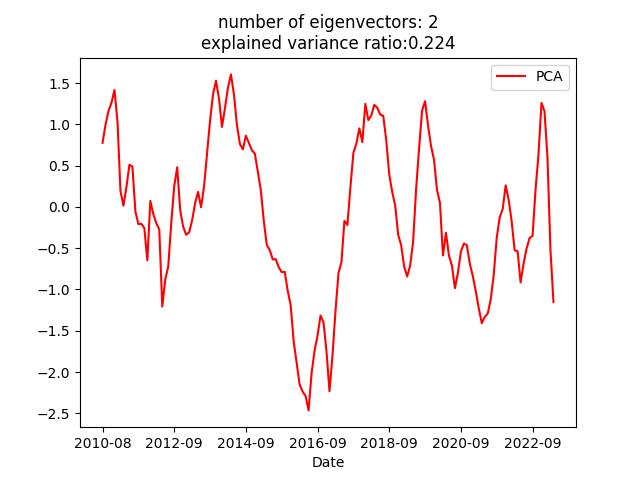 number of eigenvectors: 2
explained variance ratio:0.224
PCA
1.5
1.0
0.5
0.0
−0.5
−1.0
−1.5
−2.0
−2.5
2010-08 2012-09 2014-09 2016-09 2018-09 2020-09 2022-09
Date